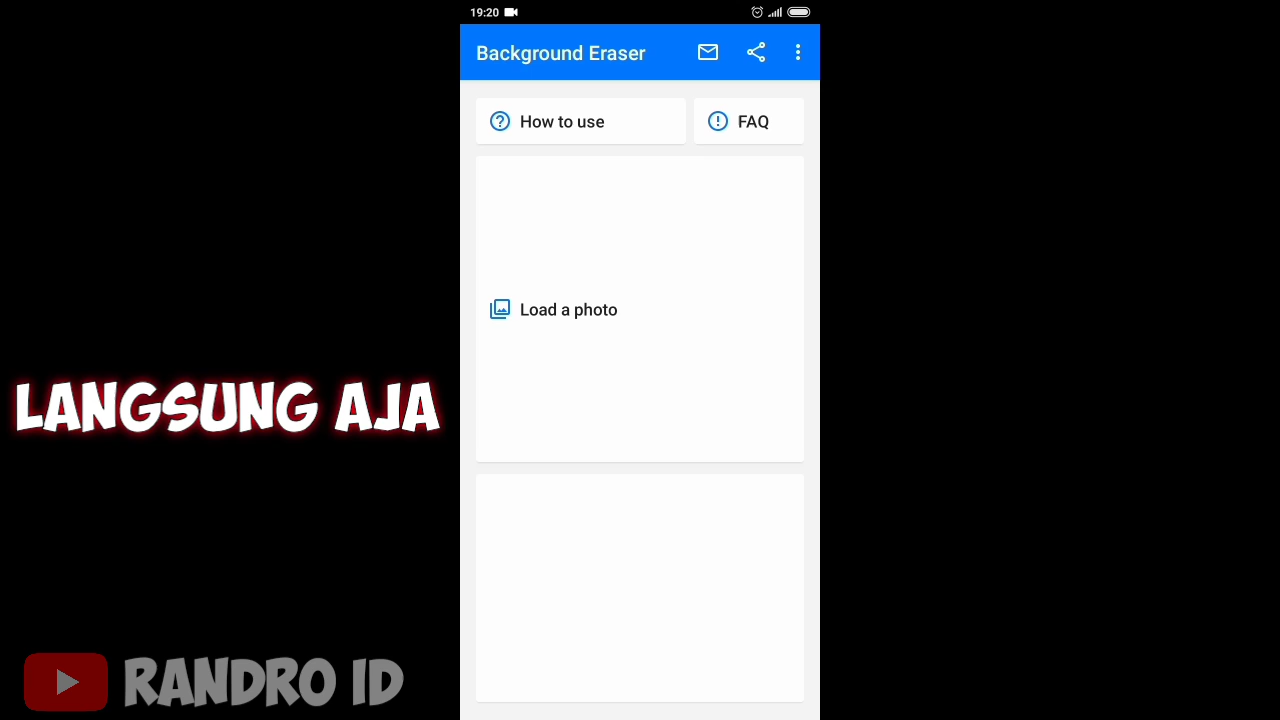 19:20
Background Eraser
How to use
FAQ
Load a photo
LANGSUNG AJA
RANDRO ID